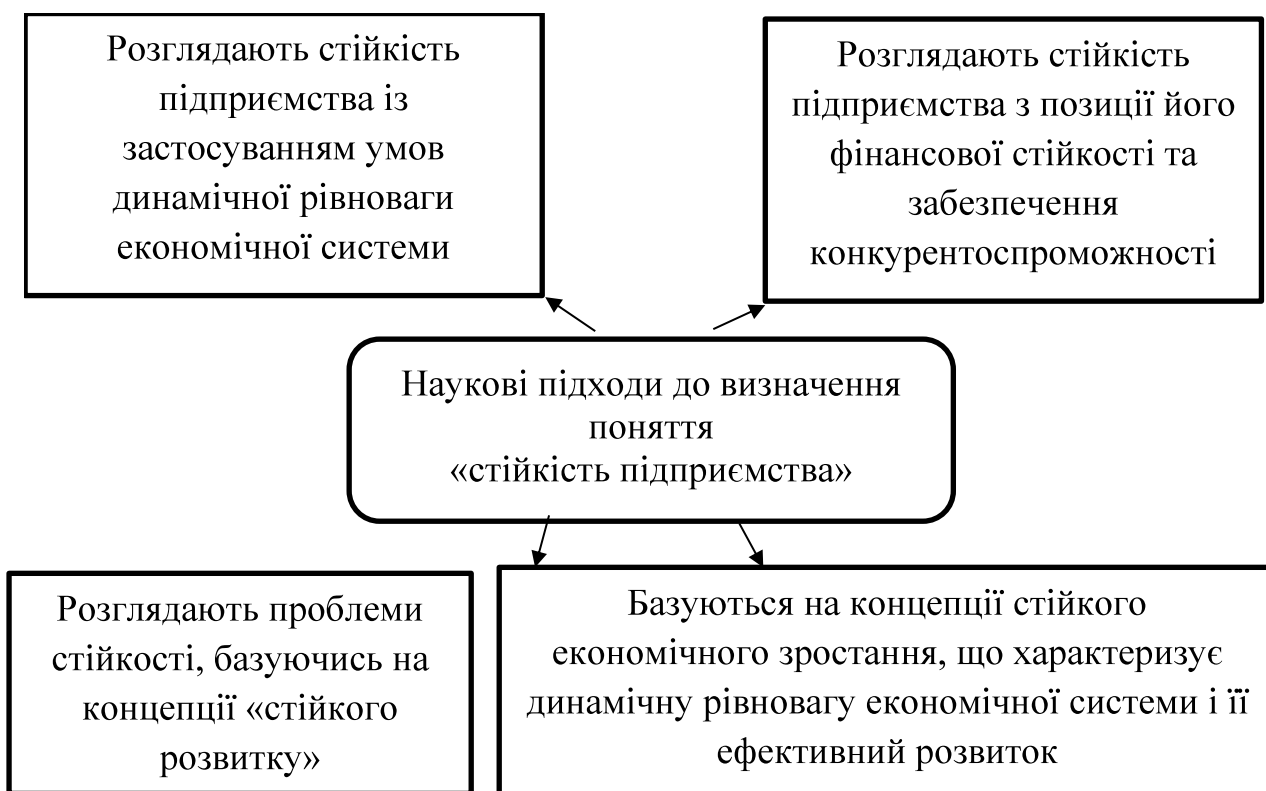 Розглядають стійкість
підприємства із
застосуванням умов
динамічної рівноваги
економічної системи
Розглядають стійкість
підприємства з позиції його
фінансової стійкості та
забезпечення
конкурентоспроможності
Наукові підходи до визначення
поняття
«стійкість підприємства»
Розглядають проблеми
стійкості, базуючись на
концепції «стійкого
розвитку»
Базуються на концепції стійкого
економічного зростання, що характеризує
динамічну рівновагу економічної системи і її
ефективний розвиток